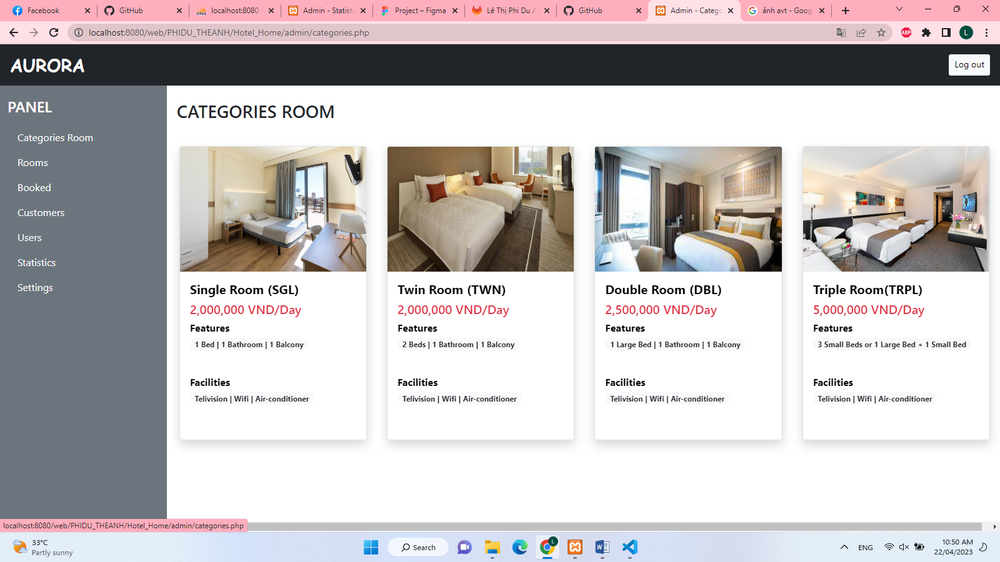 Facebook
GitHub
localhost:8080 /
Admin - Statisti
Project – Figma
Lê Thị Phi Du /
GitHub
Admin - Catego
ảnh avt - Goog
localhost:8080/web/PHIDU_THEANH/Hotel_Home/admin/categories.php
ABP
L
AURORA
Log out
PANEL
Categories Room
Rooms
Booked
Customers
Users
Statistics
Settings
CATEGORIES ROOM
Single Room (SGL)
2,000,000 VND/Day
Features
1 Bed | 1 Bathroom | 1 Balcony
Facilities
Telivision | Wifi | Air-conditioner
Twin Room (TWN)
2,000,000 VND/Day
Features
2 Beds | 1 Bathroom | 1 Balcony
Facilities
Telivision | Wifi | Air-conditioner
Double Room (DBL)
2,500,000 VND/Day
Features
1 Large Bed | 1 Bathroom | 1 Balcony
Facilities
Telivision | Wifi | Air-conditioner
Triple Room(TRPL)
5,000,000 VND/Day
Features
3 Small Beds or 1 Large Bed + 1 Small Bed
Facilities
Telivision | Wifi | Air-conditioner
localhost:8080/web/PHIDU_THEANH/Hotel_Home/admin/categories.php
33°C
Partly sunny
Search
L
ENG
10:50 AM
22/04/2023